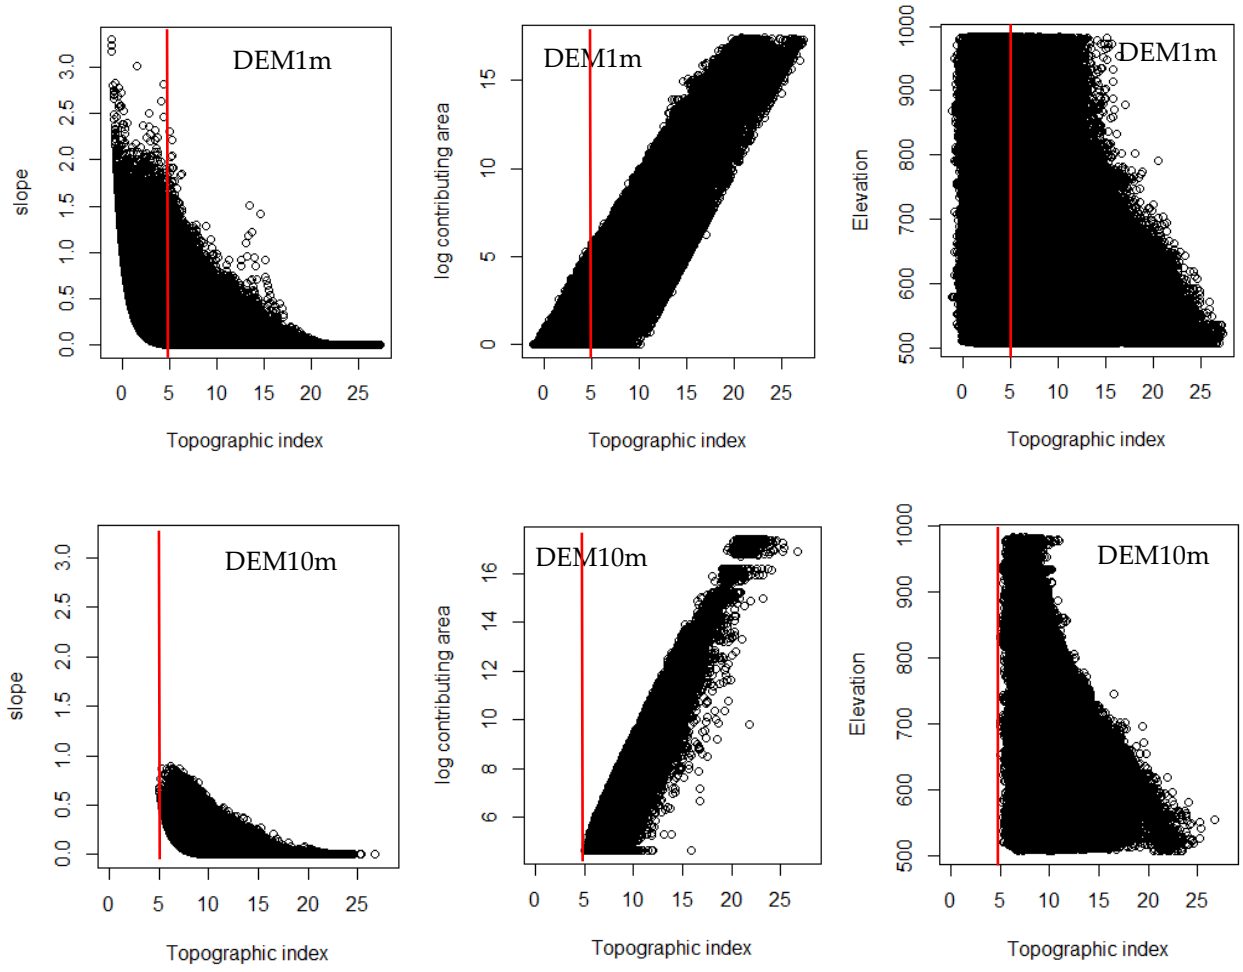 DEM1m
slope
0.0 0.5 1.0 1.5 2.0 2.5 3.0
0 5 10 15 20 25
Topographic index
DEM1m
log contributing area
0 5 10 15
0 5 10 15 20 25
Topographic index
DEM1m
Elevation
500 600 700 800 900 1000
0 5 10 15 20 25
Topographic index
DEM10m
slope
0.0 0.5 1.0 1.5 2.0 2.5 3.0
0 5 10 15 20 25
Topographic index
DEM10m
log contributing area
6 8 10 12 14 16
0 5 10 15 20 25
Topographic index
DEM10m
Elevation
500 600 700 800 900 1000
0 5 10 15 20 25
Topographic index